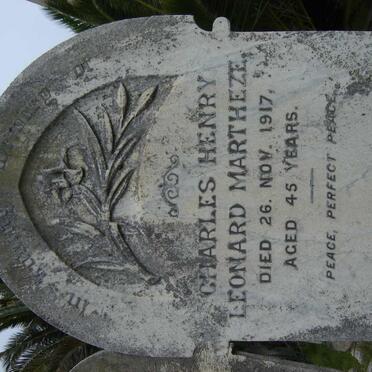 CHARLES HENRY
LEONARD MARTHEZE,
DIED 26. NOV. 1917,
AGED 45 YEARS.
PEACE, PERFECT PEACE.